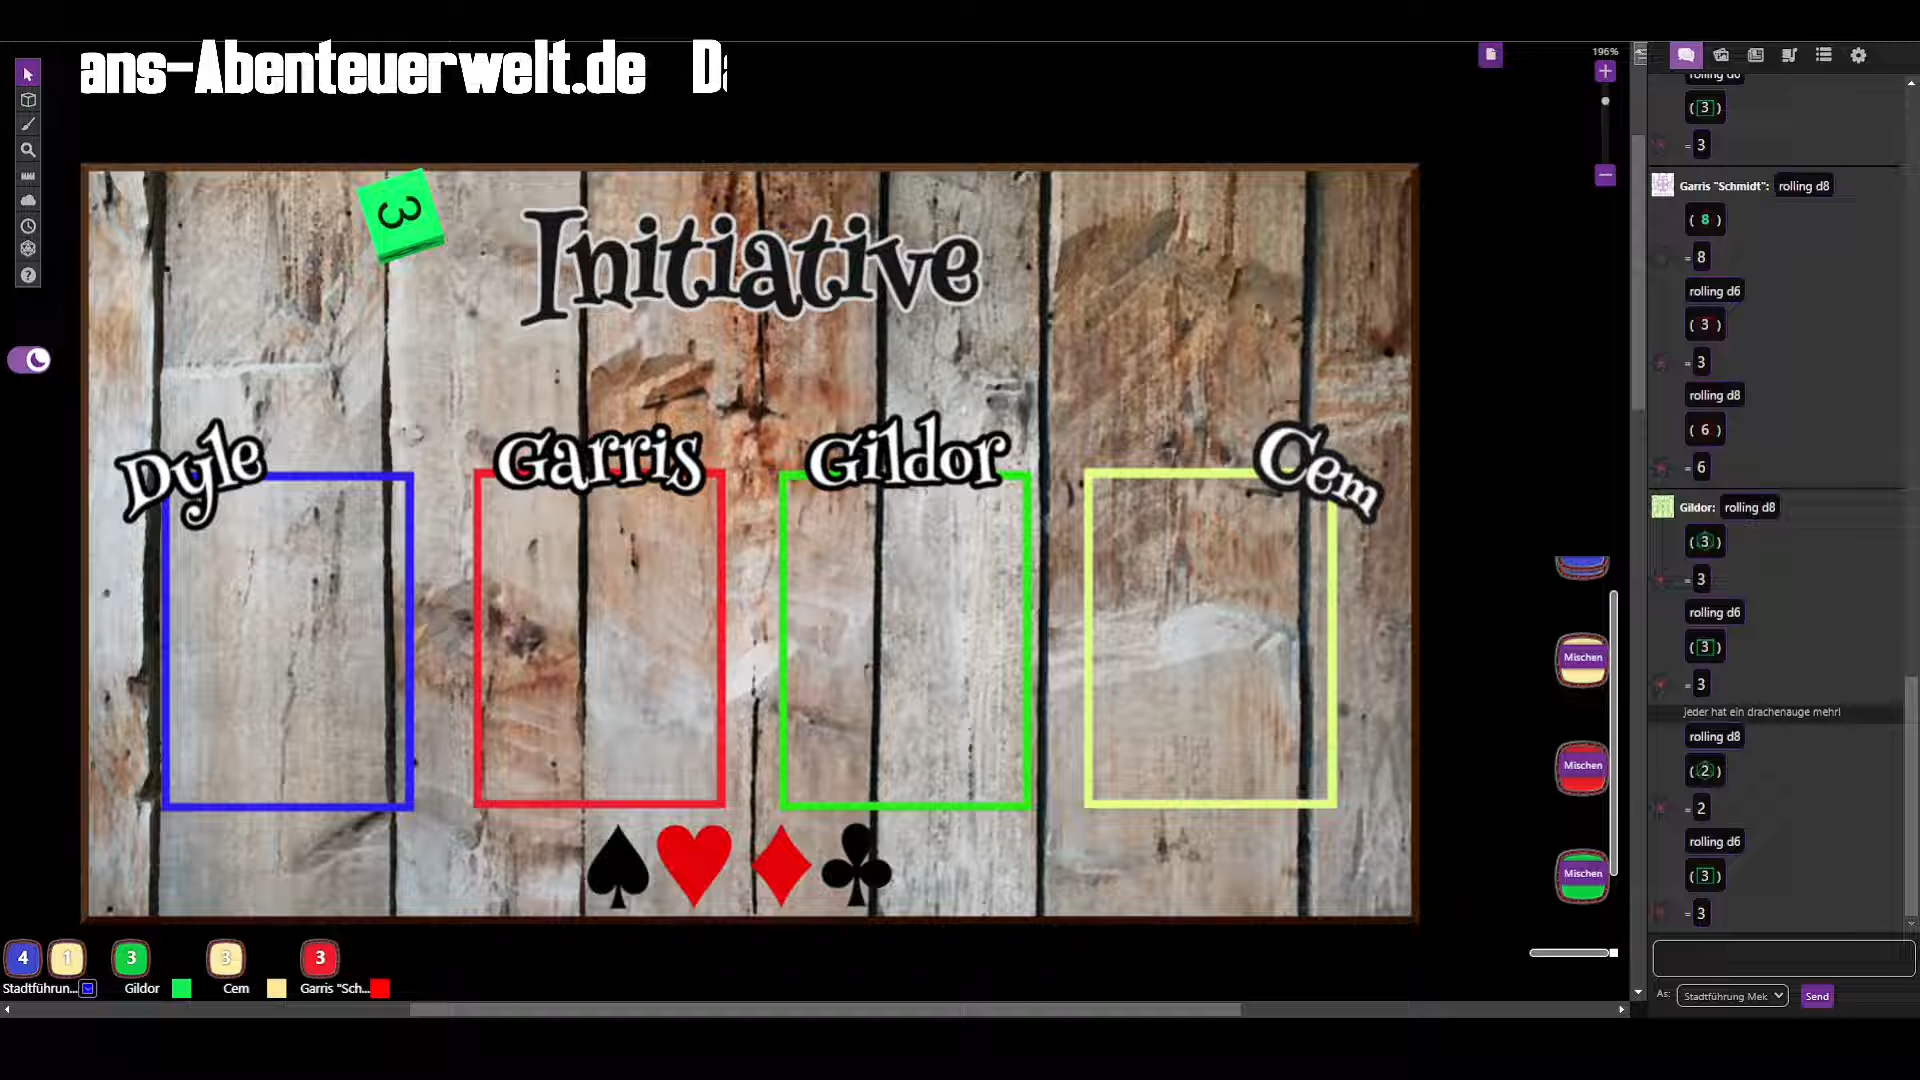 ans-Abenteuerwelt.de D
196%
3
Initiative
Dyle
Garris
Gildor
Cem
Mischen
Mischen
Mischen
4
1
3
3
3
Stadtführun...
Gildor
Cem
Garris "Sch...
rolling d6
(3)
=3
Garris "Schmidt": rolling d8
(8)
=8
rolling d6
(3)
=3
rolling d8
(6)
=6
Gildor: rolling d8
(3)
=3
rolling d6
(3)
=3
jeder hat ein drachenauge mehr!
rolling d8
(2)
=2
rolling d6
(3)
=3
As:
Stadtführung Mek
Send